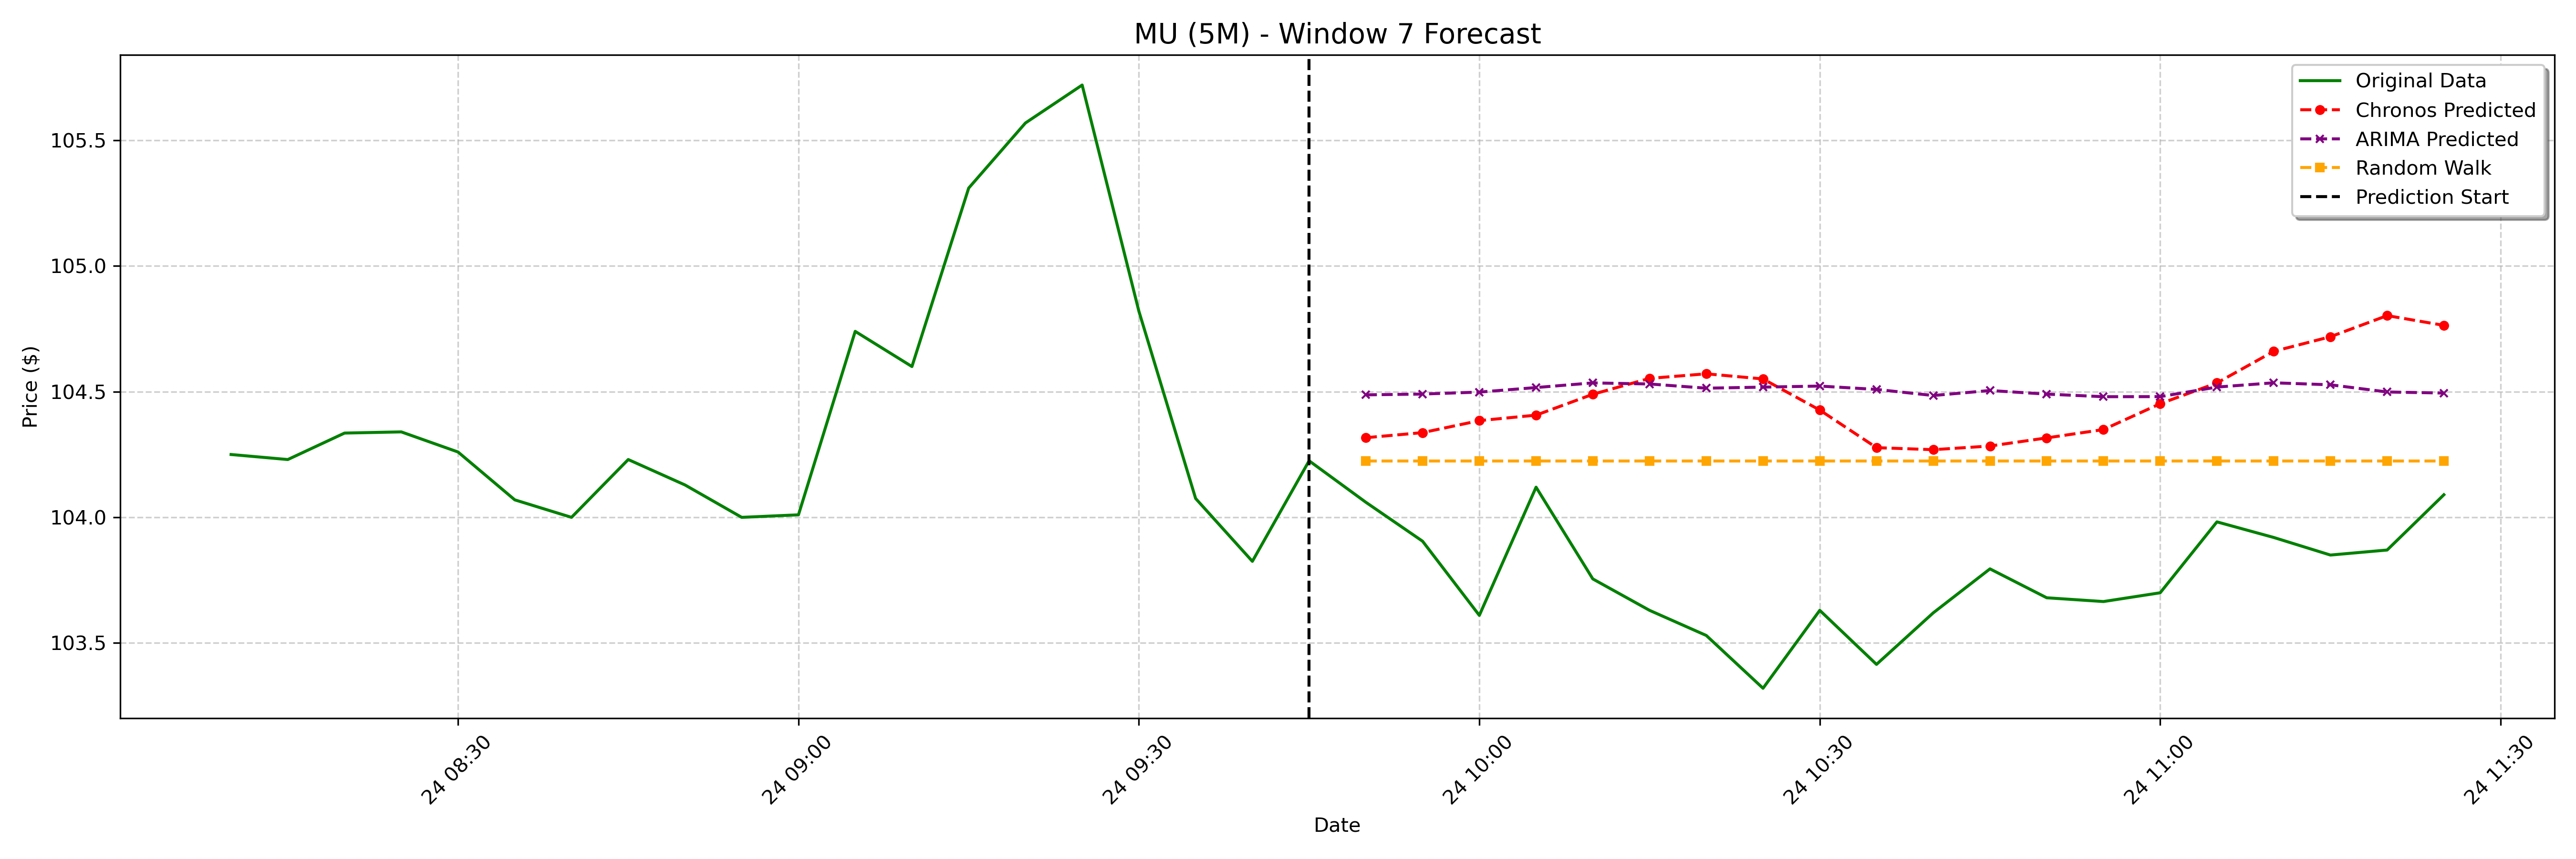 MU (5M) - Window 7 Forecast
Original Data
Chronos Predicted
ARIMA Predicted
Random Walk
Prediction Start
Price ($)
105.5
105.0
104.5
104.0
103.5
24 08:30
24 09:00
24 09:30
24 10:00
24 10:30
24 11:00
24 11:30
Date